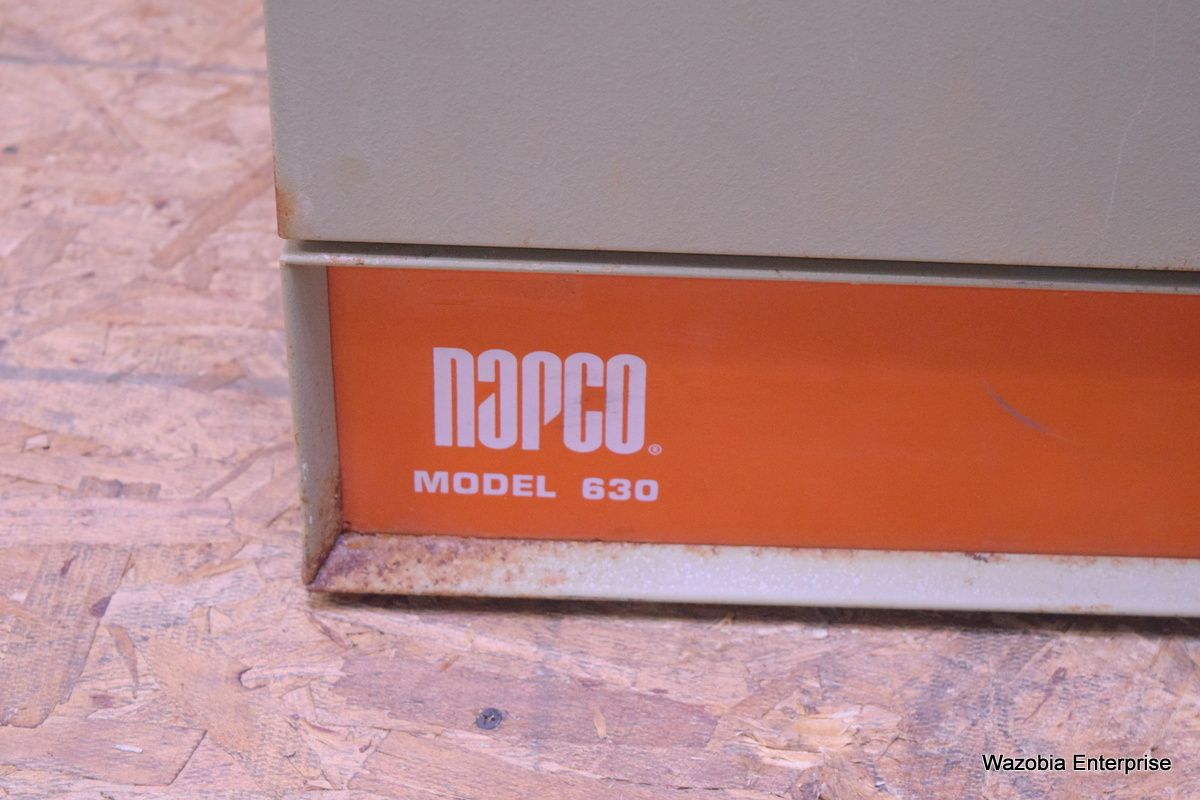 napco®
MODEL 630
Wazobia Enterprise